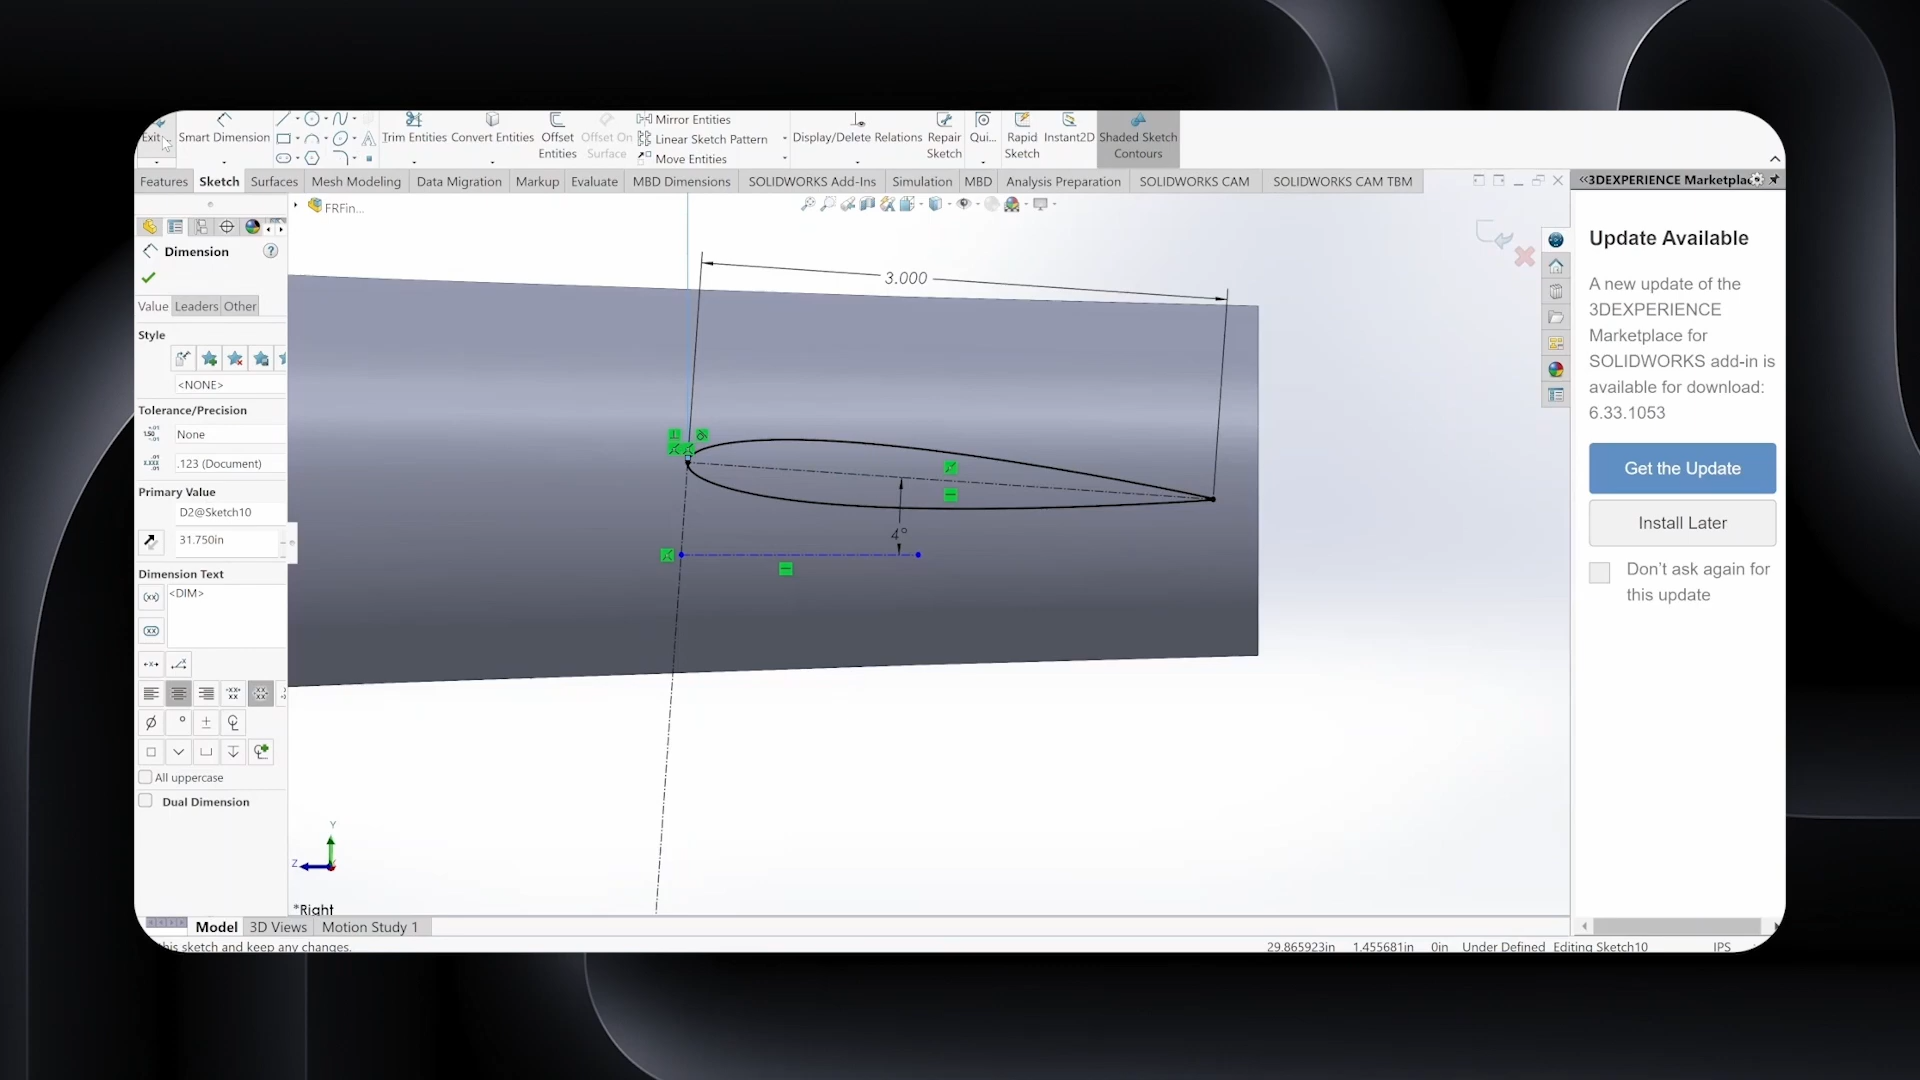 Exit
Smart Dimension
Trim Entities
Convert Entities
Offset
Entities
Offset On
Surface
Mirror Entities
Linear Sketch Pattern
Move Entities
Display/Delete Relations
Repair
Sketch
Qui...
Rapid
Sketch
Instant2D
Shaded Sketch
Contours
Features
Sketch
Surfaces
Mesh Modeling
Data Migration
Markup
Evaluate
MBD Dimensions
SOLIDWORKS Add-Ins
Simulation
MBD
Analysis Preparation
SOLIDWORKS CAM
SOLIDWORKS CAM TBM
3DEXPERIENCE Marketplac
FRFin...
Dimension
Value
Leaders
Other
Style
<NONE>
Tolerance/Precision
None
.123 (Document)
Primary Value
D2@Sketch10
31.750in
Dimension Text
<DIM>
All uppercase
Dual Dimension
3.000
4°
Y
Z
*Right
Update Available
A new update of the
3DEXPERIENCE
Marketplace for
SOLIDWORKS add-in is
available for download:
6.33.1053
Get the Update
Install Later
Don't ask again for
this update
Model
3D Views
Motion Study 1
his sketch and keep any changes.
29.865923in
1.455681in
0in
Under Defined
Editing Sketch10
IPS